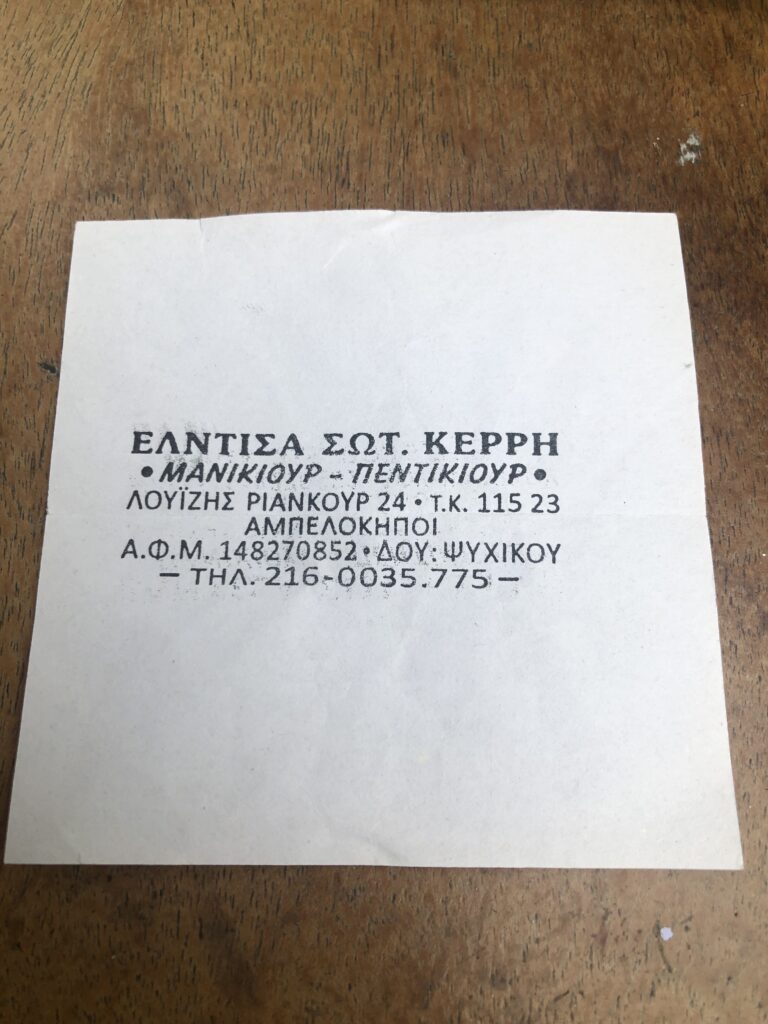 ΕΛΝΤΙΣΑ ΣΩΤ. ΚΕΡΡΗ
• ΜΑΝΙΚΙΟΥΡ – ΠΕΝΤΙΚΙΟΥΡ •
ΛΟΥΪΖΗΣ ΡΙΑΝΚΟΥΡ 24 • Τ.Κ. 115 23
ΑΜΠΕΛΟΚΗΠΟΙ
Α.Φ.Μ. 148270852 • ΔΟΥ: ΨΥΧΙΚΟΥ
– ΤΗΛ. 216-0035.775 –